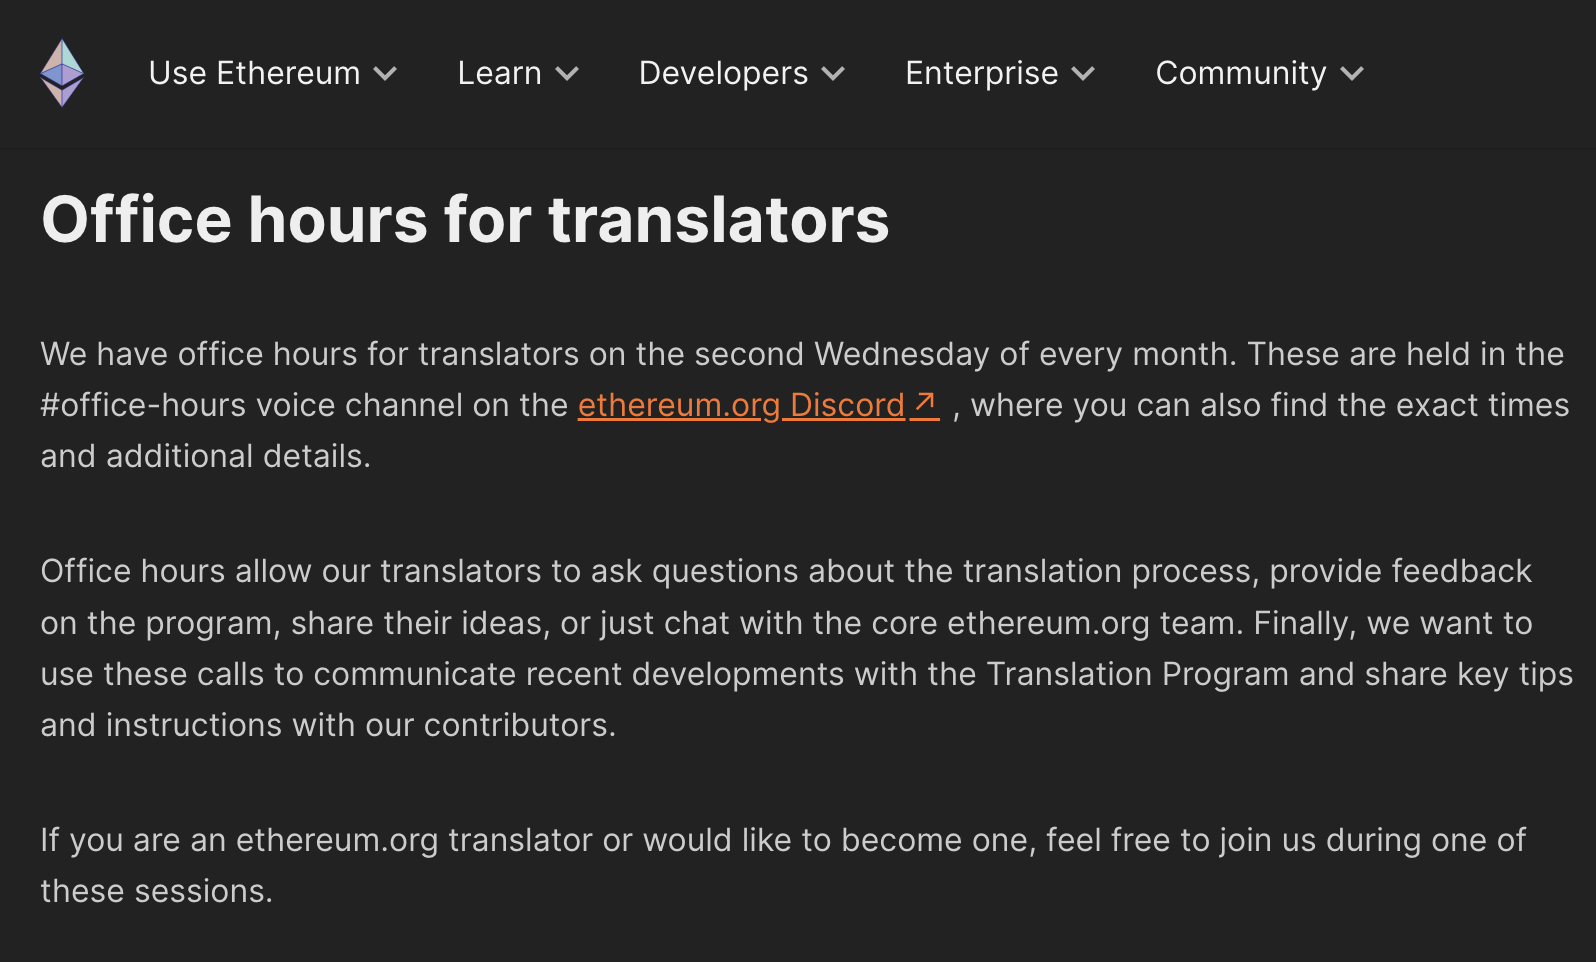 Use Ethereum Learn Developers Enterprise Community
Office hours for translators
We have office hours for translators on the second Wednesday of every month. These are held in the
#office-hours voice channel on the ethereum.org Discord ↗ , where you can also find the exact times
and additional details.
Office hours allow our translators to ask questions about the translation process, provide feedback
on the program, share their ideas, or just chat with the core ethereum.org team. Finally, we want to
use these calls to communicate recent developments with the Translation Program and share key tips
and instructions with our contributors.
If you are an ethereum.org translator or would like to become one, feel free to join us during one of
these sessions.